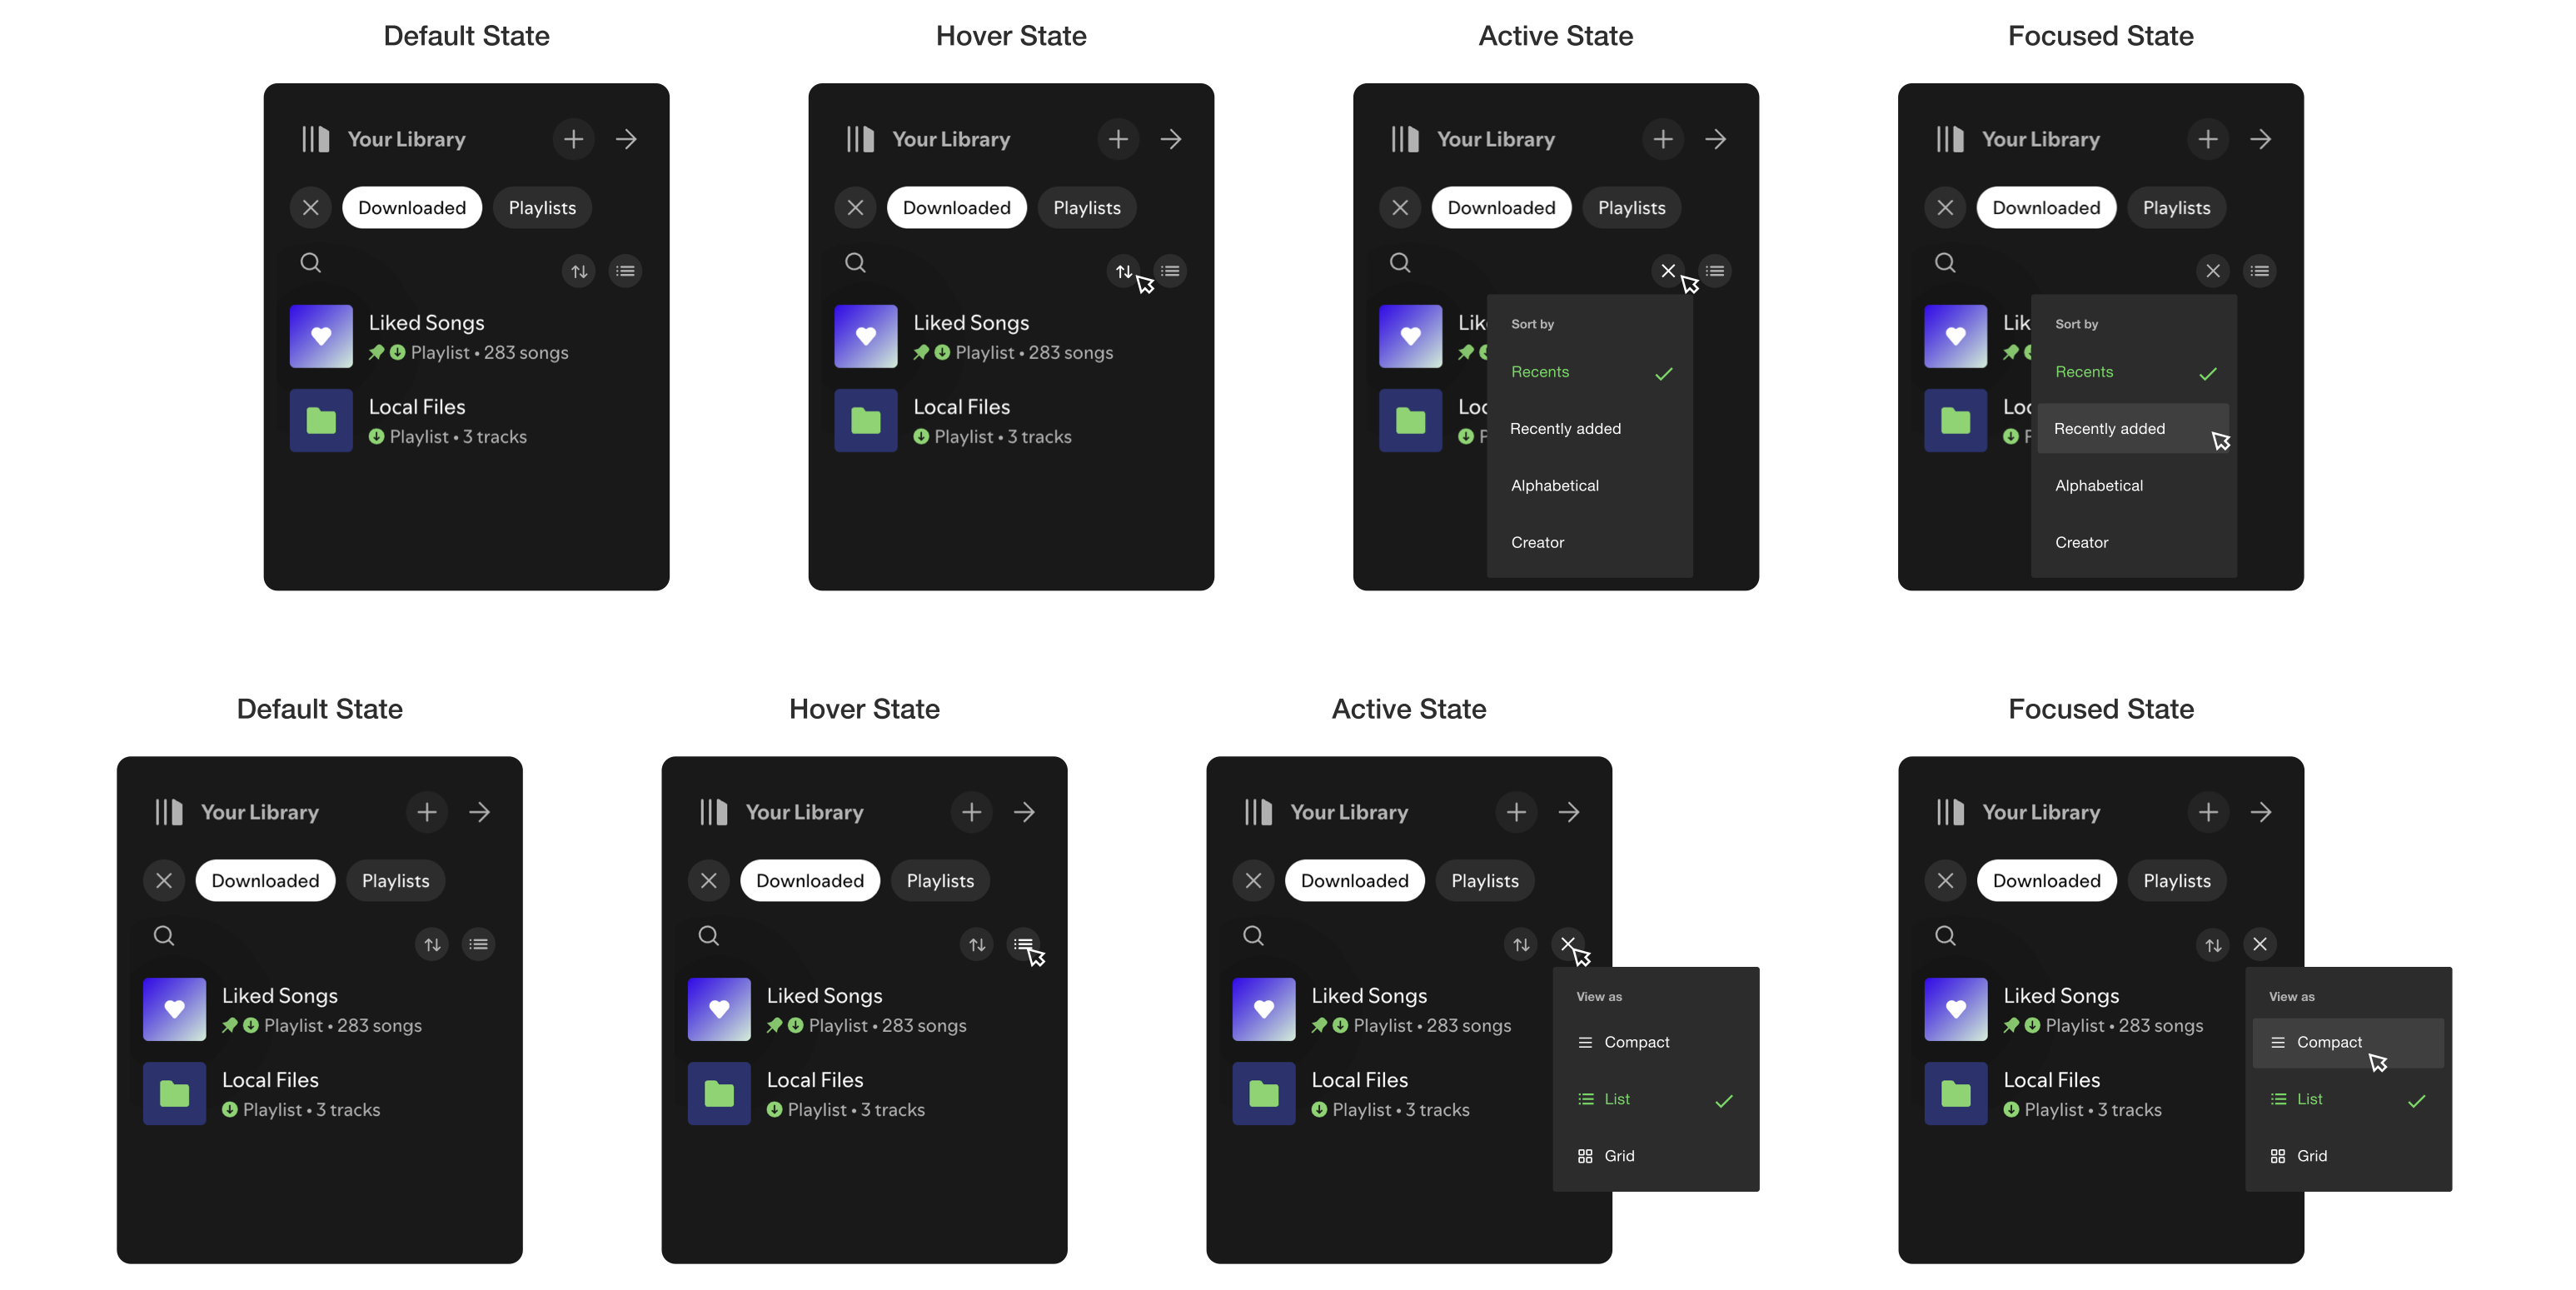 Default State
Hover State
Active State
Focused State
Your Library
Downloaded Playlists
Liked Songs
Playlist • 283 songs
Local Files
Playlist • 3 tracks
Your Library
Downloaded Playlists
Liked Songs
Playlist • 283 songs
Local Files
Playlist • 3 tracks
Your Library
Downloaded Playlists
Lik
Loc
P
Sort by
Recents
Recently added
Alphabetical
Creator
Your Library
Downloaded Playlists
Lik
Loc
Sort by
Recents
Recently added
Alphabetical
Creator
Default State
Hover State
Active State
Focused State
Your Library
Downloaded Playlists
Liked Songs
Playlist • 283 songs
Local Files
Playlist • 3 tracks
Your Library
Downloaded Playlists
Liked Songs
Playlist • 283 songs
Local Files
Playlist • 3 tracks
Your Library
Downloaded Playlists
Liked Songs
Playlist • 283 songs
Local Files
Playlist • 3 tracks
View as
Compact
List
Grid
Your Library
Downloaded Playlists
Liked Songs
Playlist • 283 songs
Local Files
Playlist • 3 tracks
View as
Compact
List
Grid